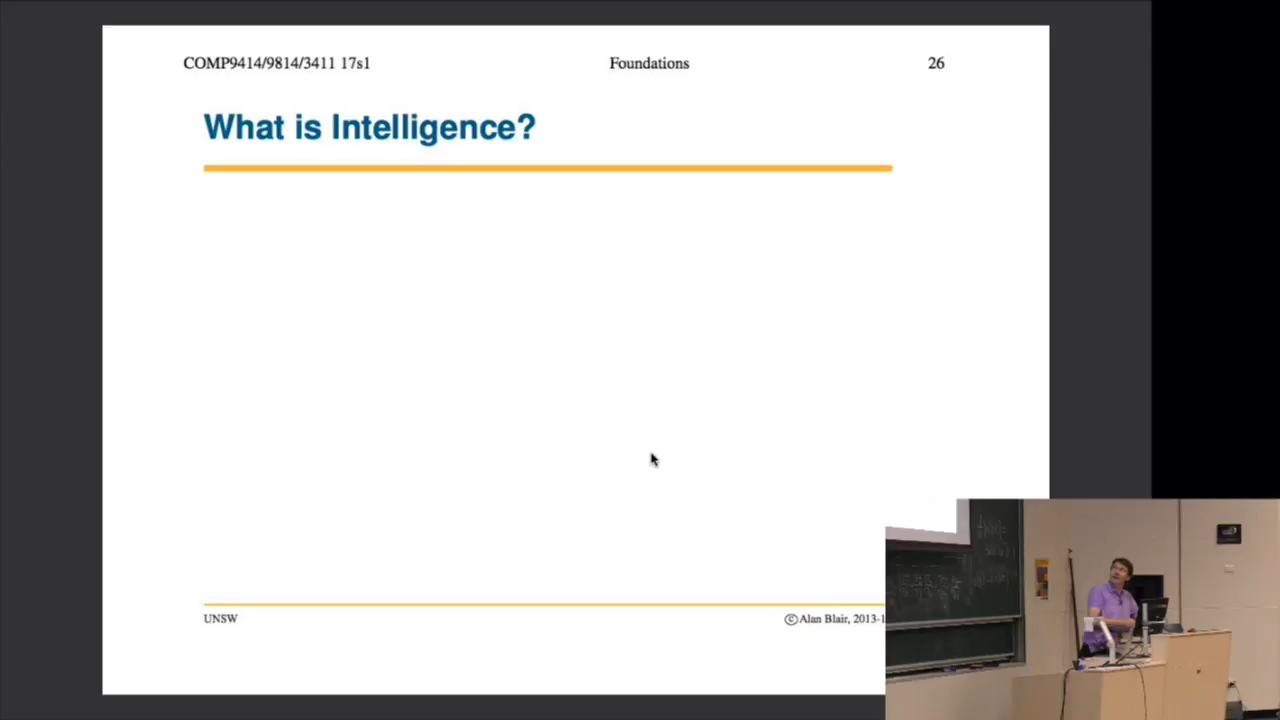 COMP9414/9814/3411 17s1 Foundations 26
What is Intelligence?
UNSW ©Alan Blair, 2013-1